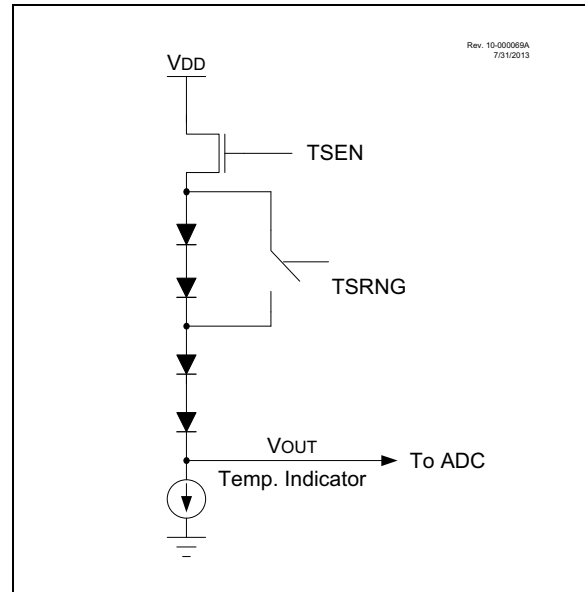 Rev. 10-000069A
7/31/2013
VDD
TSEN
TSRNG
VOUT
To ADC
Temp. Indicator